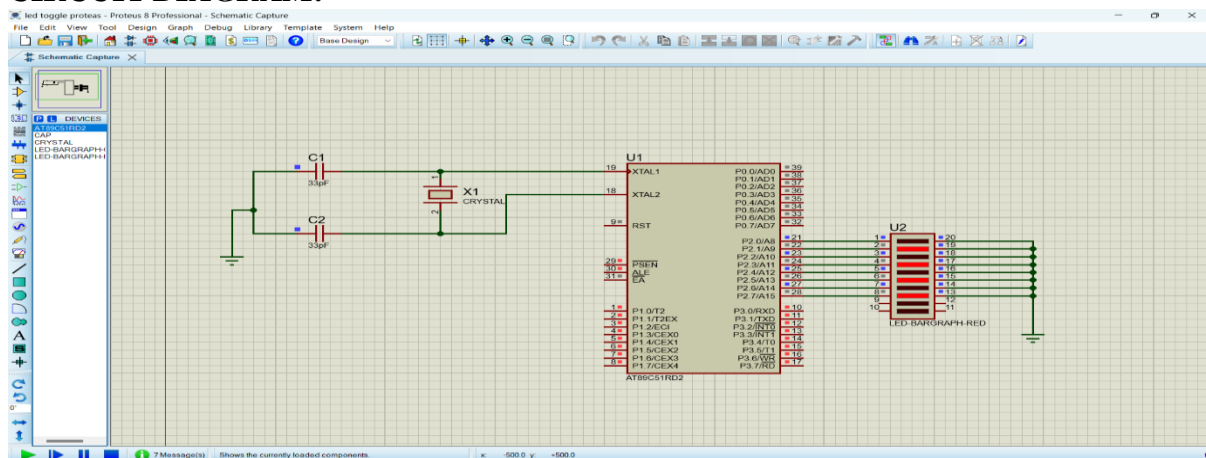 CIRCUIT DIAGRAM:
led toggle proteas - Proteus 8 Professional - Schematic Capture
File Edit View Tool Design Graph Debug Library Template System Help
Base Design
Schematic Capture
P L DEVICES
AT89C51RD2
CAP
CRYSTAL
LED-BARGRAPH-
LED-BARGRAPH-
C1
33pF
C2
33pF
1
2
X1
CRYSTAL
U1
19 XTAL1
18 XTAL2
9 RST
29 PSEN
30 ALE
31 EA
1 P1.0/T2
2 P1.1/T2EX
3 P1.2/ECI
4 P1.3/CEX0
5 P1.4/CEX1
6 P1.5/CEX2
7 P1.6/CEX3
8 P1.7/CEX4
P0.0/AD0 39
P0.1/AD1 38
P0.2/AD2 37
P0.3/AD3 36
P0.4/AD4 35
P0.5/AD5 34
P0.6/AD6 33
P0.7/AD7 32
P2.0/A8 21
P2.1/A9 22
P2.2/A10 23
P2.3/A11 24
P2.4/A12 25
P2.5/A13 26
P2.6/A14 27
P2.7/A15 28
P3.0/RXD 10
P3.1/TXD 11
P3.2/INT0 12
P3.3/INT1 13
P3.4/T0 14
P3.5/T1 15
P3.6/WR 16
P3.7/RD 17
AT89C51RD2
U2
1 20
2 19
3 18
4 17
5 16
6 15
7 14
8 13
9 12
10 11
LED-BARGRAPH-RED
0°
7 Message(s) Shows the currently loaded components. x: -500.0 y: +500.0